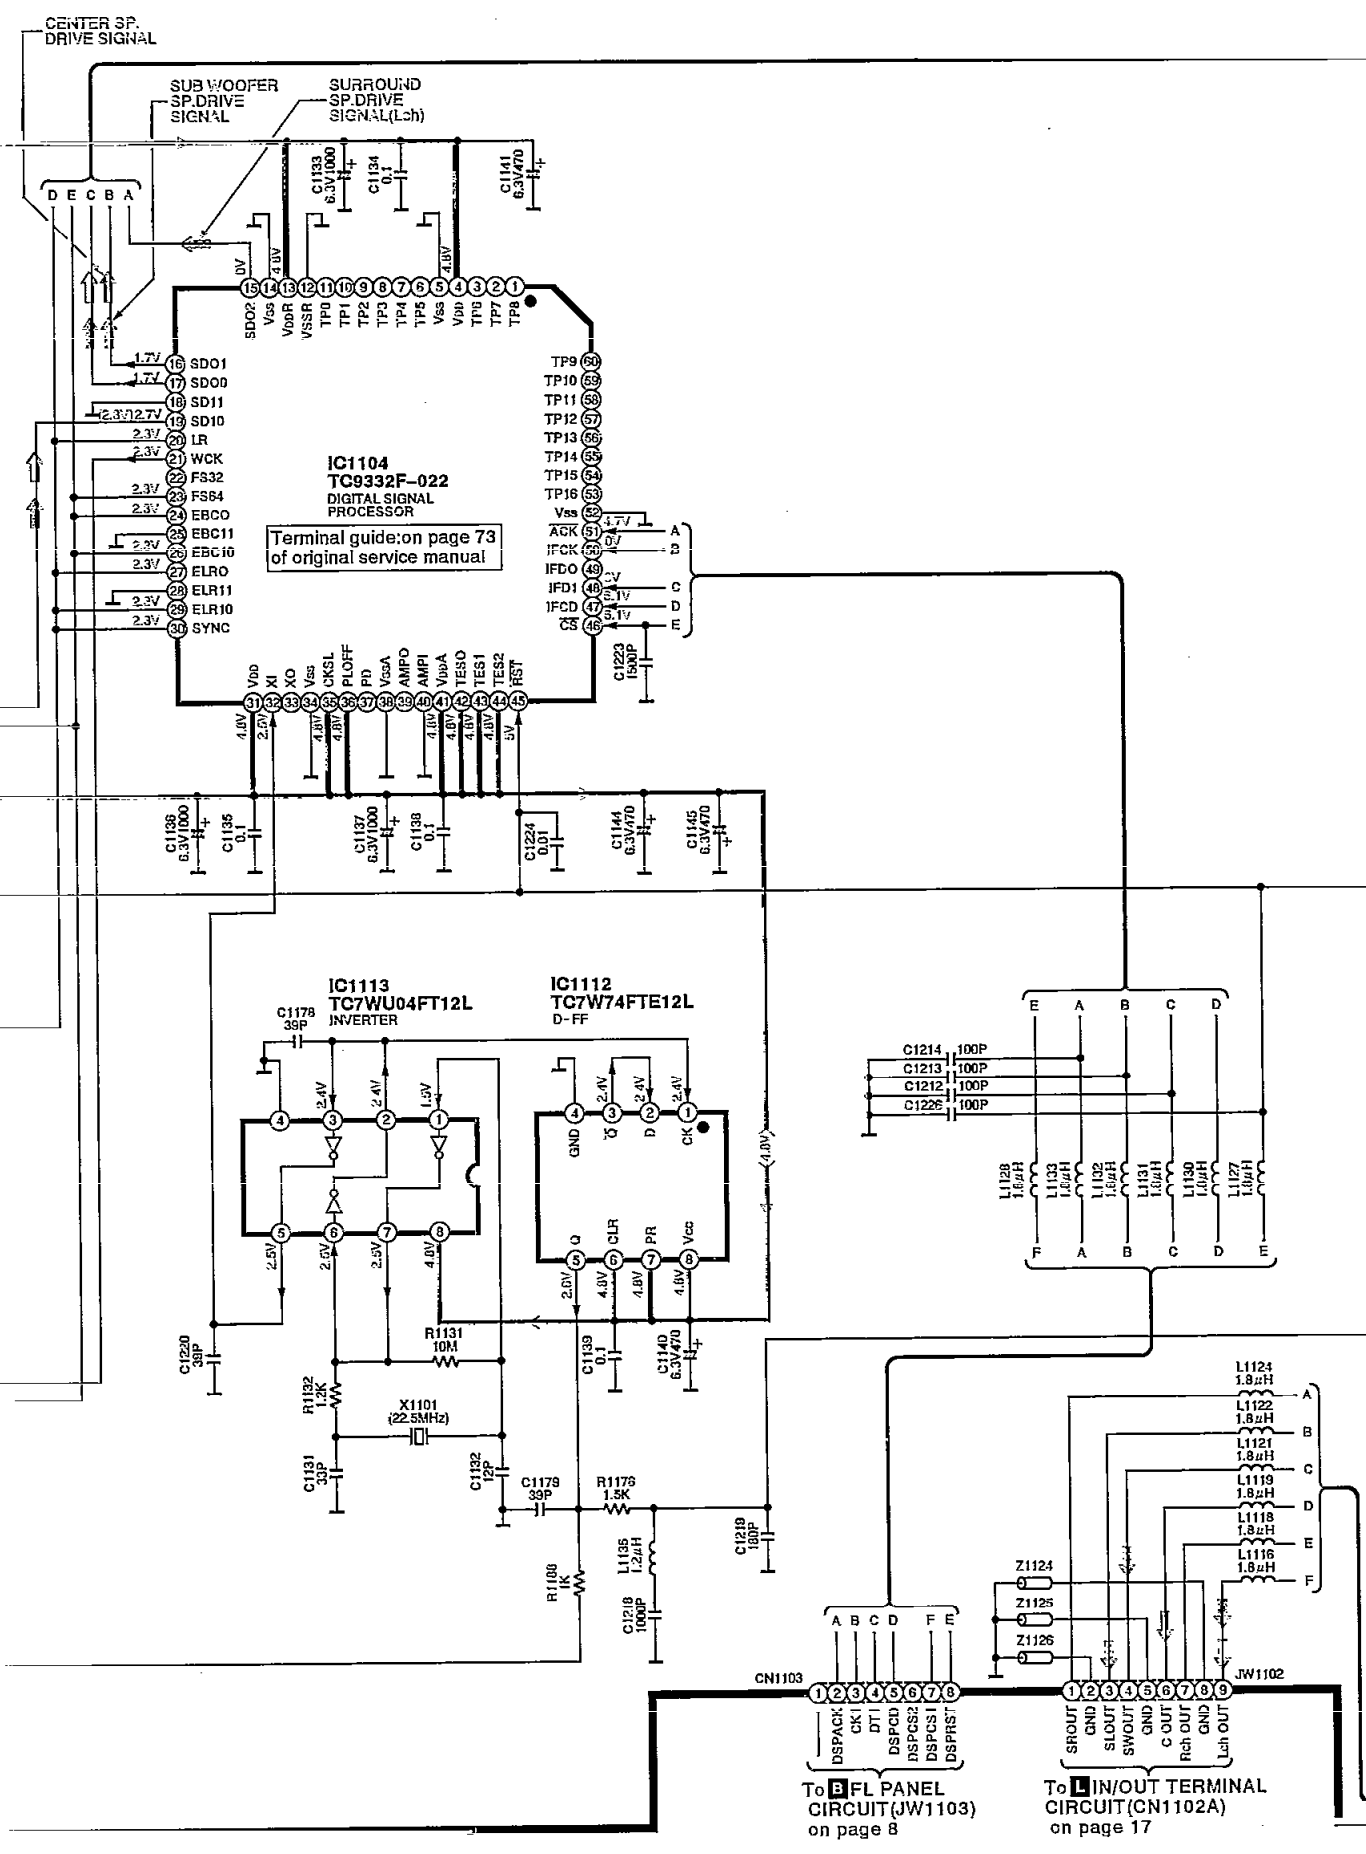 CENTER SP.
DRIVE SIGNAL
SUB WOOFER
SP.DRIVE
SIGNAL
SURROUND
SP.DRIVE
SIGNAL(Lch)
C1133
6.3V1000
C1134
0.1
C1141
6.3V470
D E C B A
0V
4.8V
4.8V
15 14 13 12 11 10 9 8 7 6 5 4 3 2 1
SDO2 Vss VDDR VSSR TP0 TP1 TP2 TP3 TP4 TP5 Vss VDD TP6 TP7 TP8
1.7V 16 SDO1
1.7V 17 SDO0
18 SD11
(2.3V)2.7V 19 SD10
2.3V 20 LR
2.3V 21 WCK
22 FS32
2.3V 23 FS64
2.3V 24 EBCO
25 EBC11
2.3V 26 EBC10
2.3V 27 ELRO
28 ELR11
2.3V 29 ELR10
2.3V 30 SYNC
IC1104
TC9332F-022
DIGITAL SIGNAL
PROCESSOR
Terminal guide:on page 73
of original service manual
TP9 60
TP10 59
TP11 58
TP12 57
TP13 56
TP14 55
TP15 54
TP16 53
Vss 52
ACK 51 4.7V A
IFCK 50 0V B
IFDO 49
IFD1 48 C
IFCD 47 5.1V D
CS 46 5.1V E
C1223
1500P
VDD XI XO Vss CKSL PLOFF PD VssA AMPO AMPI VDDA TESO TES1 TES2 RST
31 32 33 34 35 36 37 38 39 40 41 42 43 44 45
4.8V 2.5V 4.8V 4.8V 4.8V 4.8V 4.8V 4.8V 5V
C1136
6.3V1000
C1135
0.1
C1137
6.3V1000
C1138
0.1
C1224
0.01
C1144
6.3V470
C1145
6.3V470
IC1113
TC7WU04FT12L
INVERTER
IC1112
TC7W74FTE12L
D-FF
C1178
39P
2.4V 2.4V 1.5V
4 3 2 1
5 6 7 8
2.5V 2.5V 2.5V 4.8V
2.4V 2.4V 2.4V
4 3 2 1
GND Q D CK
Q CLR PR Vcc
5 6 7 8
2.6V 4.8V 4.8V 4.8V
4.8V
C1220
39P
R1131
10M
R1132
1.2K
X1101
(22.5MHz)
C1131
33P
C1132
12P
C1139
0.1
C1140
6.3V470
C1179
39P
R1176
1.5K
R1188
1K
L1135
1.2μH
C1218
1000P
C1219
180P
E A B C D
C1214 100P
C1213 100P
C1212 100P
C1226 100P
L1128
1.8μH
L1133
1.8μH
L1132
1.8μH
L1131
1.8μH
L1130
1.8μH
L1127
1.8μH
F A B C D E
L1124
1.8μH A
L1122
1.8μH B
L1121
1.8μH C
L1119
1.8μH D
L1118
1.8μH E
L1116
1.8μH F
Z1124
Z1125
Z1126
A B C D F E
CN1103
1 2 3 4 5 6 7 8
DSPACK CK1 DT1 DSPCD DSPCS2 DSPCS1 DSPRST
JW1102
1 2 3 4 5 6 7 8 9
SROUT GND SLOUT SWOUT GND C OUT Rch OUT GND Lch OUT
To B FL PANEL
CIRCUIT(JW1103)
on page 8
To L IN/OUT TERMINAL
CIRCUIT(CN1102A)
on page 17